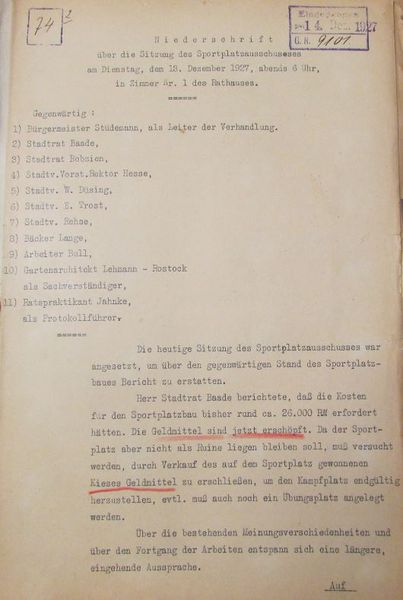 74 2
Eingegangen
14. Dez. 1927
G.N. 9101
Niederschrift
über die Sitzung des Sportplatzausschusses
am Dienstag, dem 13. Dezember 1927, abends 6 Uhr,
in Zimmer Nr. 1 des Rathauses.
======
Gegenwärtig :
1) Bürgermeister Studemann, als Leiter der Verhandlung.
2) Stadtrat Baade,
3) Stadtrat Bobsien,
4) Stadtv.Vorst.Rektor Hesse,
5) Stadtv. W. Düsing,
6) Stadtv. E. Trost,
7) Stadtv. Rehse,
8) Bäcker Lange,
9) Arbeiter Bull,
10) Gartenarchitekt Lehmann - Rostock
als Sachverständiger,
11) Ratspraktikant Jahnke,
als Protokollführer.
======
Die heutige Sitzung des Sportplatzausschusses war
angesetzt, um über den gegenwärtigen Stand des Sportplatz-
baues Bericht zu erstatten.
Herr Stadtrat Baade berichtete, daß die Kosten
für den Sportplatzbau bisher rund ca. 26.000 RM erfordert
hätten. Die Geldmittel sind jetzt erschöpft. Da der Sport-
platz aber nicht als Ruine liegen bleiben soll, muß versucht
werden, durch Verkauf des auf den Sportplatz gewonnenen
Kieses Geldmittel zu erschließen, um den Kampfplatz endgültig
herzustellen, evtl. muß auch noch ein Übungsplatz angelegt
werden.
Über die bestehenden Meinungsverschiedenheiten und
über den Fortgang der Arbeiten entspann sich eine längere,
eingehende Aussprache.
Auf